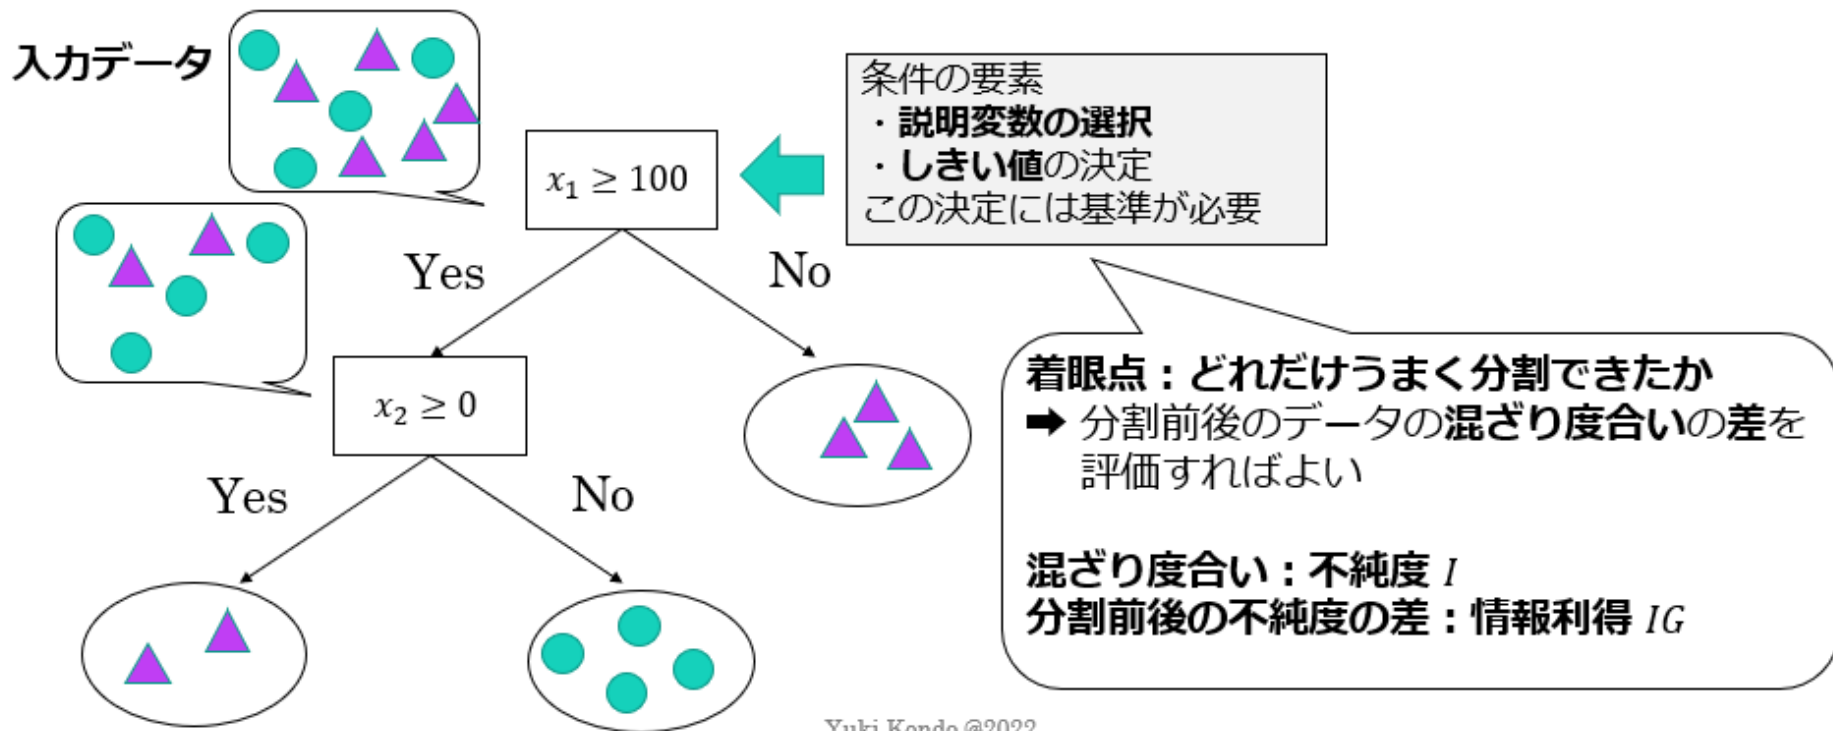 入力データ
条件の要素
・説明変数の選択
・しきい値の決定
この決定には基準が必要
x₁ ≥ 100
Yes
No
x₂ ≥ 0
Yes
No
着眼点：どれだけうまく分割できたか
➡ 分割前後のデータの混ざり度合いの差を
評価すればよい
混ざり度合い：不純度 I
分割前後の不純度の差：情報利得 IG
Yuki Kondo @2022